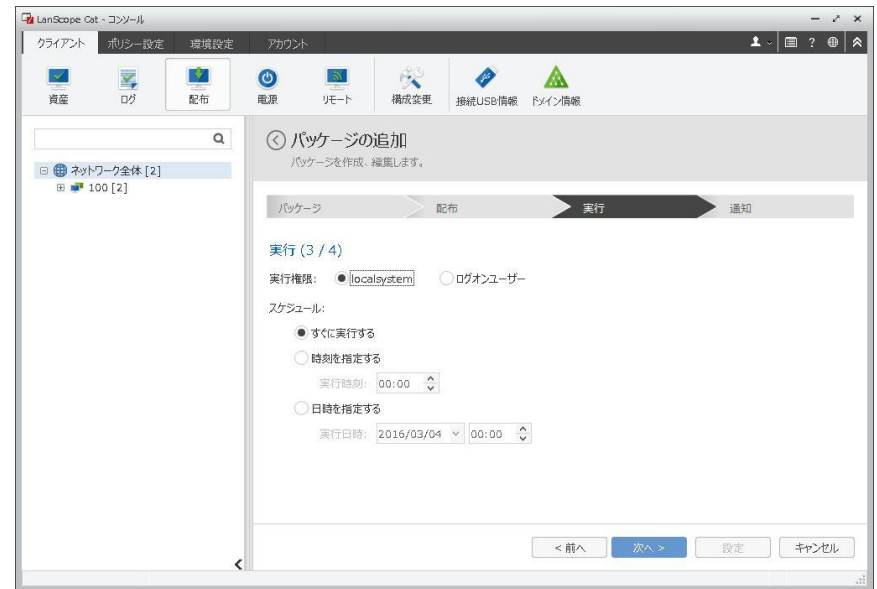 LanScope Cat - コンソール
クライアント ポリシー設定 環境設定 アカウント
資産 ログ 配布 電源 リモート 構成変更 接続USB情報 ドメイン情報
ネットワーク全体 [2]
100 [2]
パッケージの追加
パッケージを作成、編集します。
パッケージ 配布 実行 通知
実行 (3 / 4)
実行権限: localsystem ログオンユーザー
スケジュール:
すぐに実行する
時刻を指定する
実行時刻: 00:00
日時を指定する
実行日時: 2016/03/04 00:00
< 前へ 次へ > 設定 キャンセル